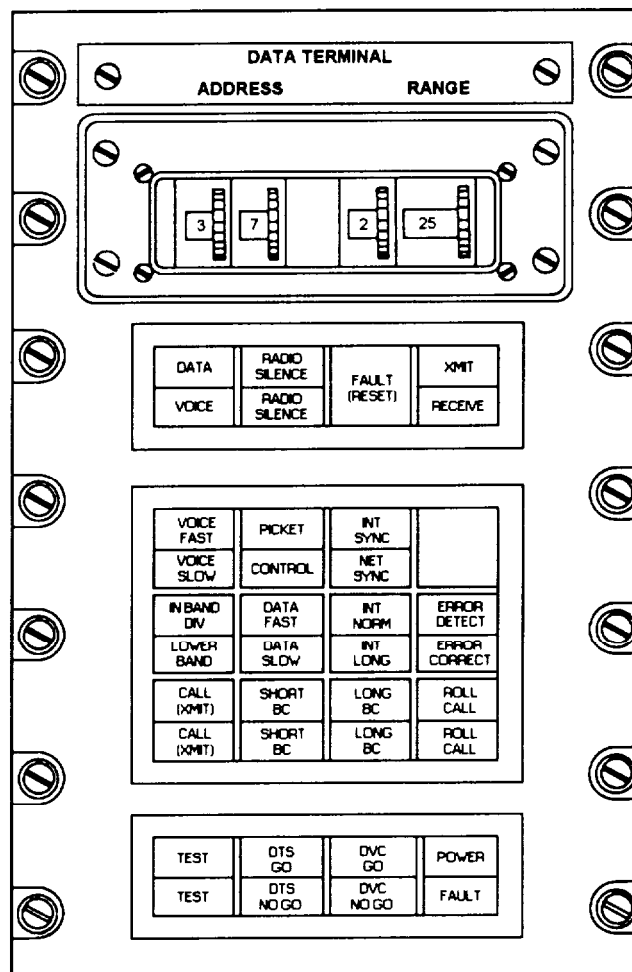 DATA TERMINAL
ADDRESS RANGE
3 7 2 25
DATA RADIO SILENCE FAULT (RESET) XMIT
VOICE RADIO SILENCE RECEIVE
VOICE FAST PICKET INT SYNC
VOICE SLOW CONTROL NET SYNC
IN BAND DIV DATA FAST INT NORM ERROR DETECT
LOWER BAND DATA SLOW INT LONG ERROR CORRECT
CALL (XMIT) SHORT BC LONG BC ROLL CALL
CALL (XMIT) SHORT BC LONG BC ROLL CALL
TEST DTS GO DVC GO POWER
TEST DTS NO GO DVC NO GO FAULT